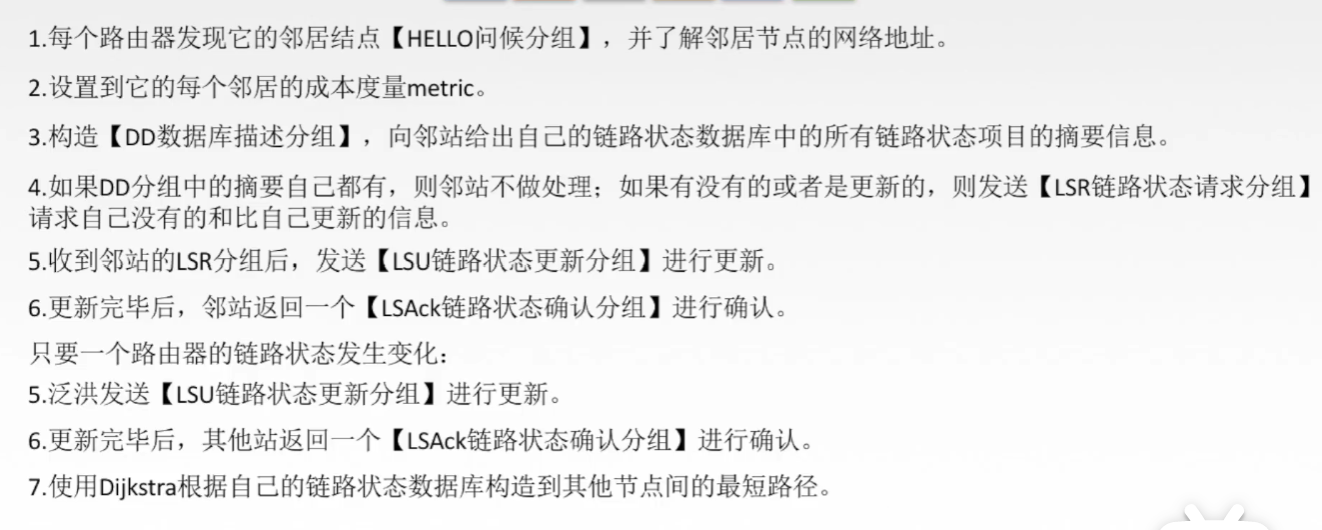 1.每个路由器发现它的邻居结点【HELLO问候分组】，并了解邻居节点的网络地址。
2.设置到它的每个邻居的成本度量metric。
3.构造【DD数据库描述分组】，向邻站给出自己的链路状态数据库中的所有链路状态项目的摘要信息。
4.如果DD分组中的摘要自己都有，则邻站不做处理；如果有没有的或者是更新的，则发送【LSR链路状态请求分组】
请求自己没有的和比自己更新的信息。
5.收到邻站的LSR分组后，发送【LSU链路状态更新分组】进行更新。
6.更新完毕后，邻站返回一个【LSAck链路状态确认分组】进行确认。
只要一个路由器的链路状态发生变化：
5.泛洪发送【LSU链路状态更新分组】进行更新。
6.更新完毕后，其他站返回一个【LSAck链路状态确认分组】进行确认。
7.使用Dijkstra根据自己的链路状态数据库构造到其他节点间的最短路径。